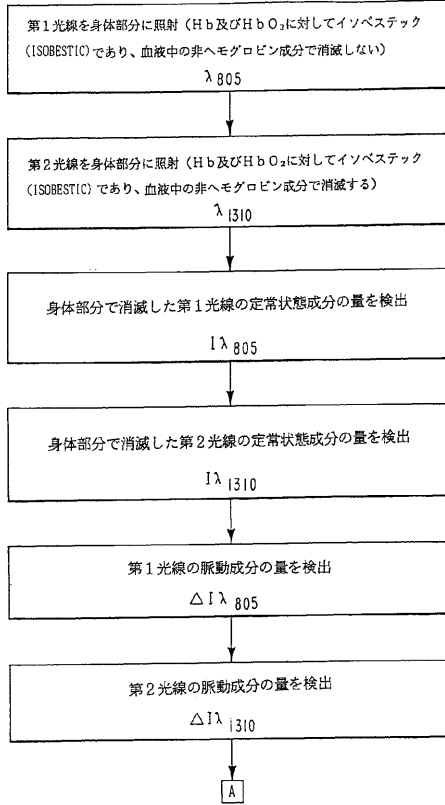 第1光線を身体部分に照射(Hb及びHbO₂に対してイソベステック
(ISOBESTIC)であり、血液中の非ヘモグロビン成分で消滅しない)
λ805
第2光線を身体部分に照射(Hb及びHbO₂に対してイソベステック
(ISOBESTIC)であり、血液中の非ヘモグロビン成分で消滅する)
λ1310
身体部分で消滅した第1光線の定常状態成分の量を検出
Iλ805
身体部分で消滅した第2光線の定常状態成分の量を検出
Iλ1310
第1光線の脈動成分の量を検出
△Iλ805
第2光線の脈動成分の量を検出
△Iλ1310
A